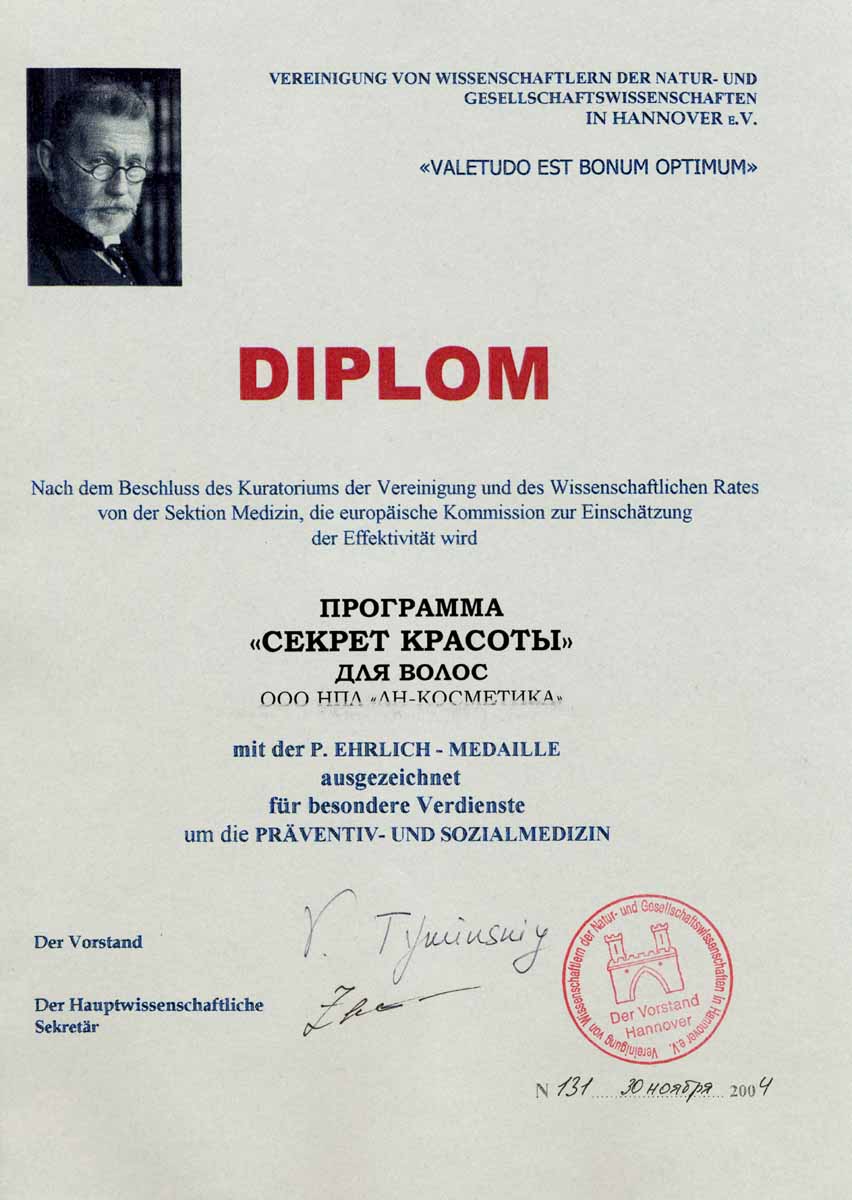 VEREINIGUNG VON WISSENSCHAFTLERN DER NATUR- UND
GESELLSCHAFTSWISSENSCHAFTEN
IN HANNOVER E.V.
«VALETUDO EST BONUM OPTIMUM»
DIPLOM
Nach dem Beschluss des Kuratoriums der Vereinigung und des Wissenschaftlichen Rates
von der Sektion Medizin, die europäische Kommission zur Einschätzung
der Effektivität wird
ПРОГРАММА
«СЕКРЕТ КРАСОТЫ»
ДЛЯ ВОЛОС
ООО НПЛ «АН-КОСМЕТИКА»
mit der P. EHRLICH - MEDAILLE
ausgezeichnet
für besondere Verdienste
um die PRÄVENTIV- UND SOZIALMEDIZIN
Der Vorstand
V. Tyminskiy
Der Hauptwissenschaftliche
Sekretär
Vereinigung von Wissenschaftlern der Natur- und Gesellschaftswissenschaften in Hannover e.V.
Der Vorstand
Hannover
N 131 30 ноября 2004